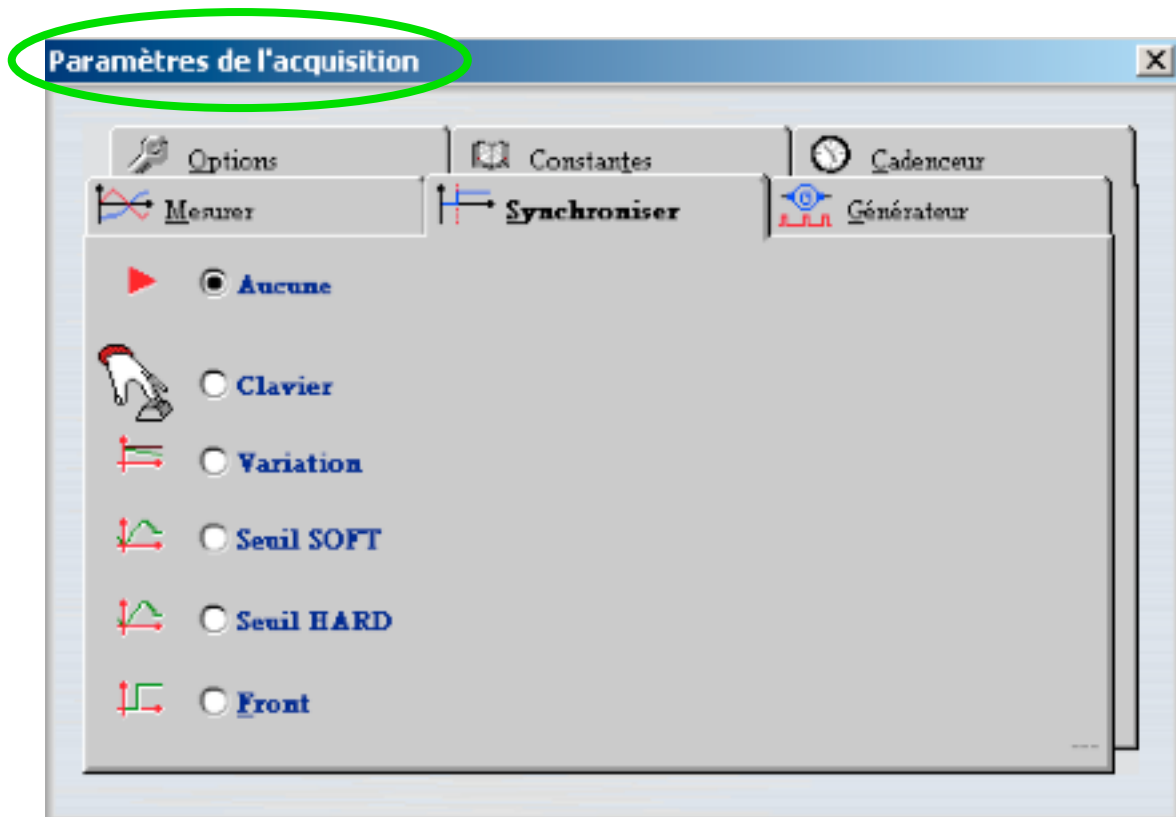 Paramètres de l'acquisition
Options Constantes Cadenceur
Mesurer Synchroniser Générateur
Aucune
Clavier
Variation
Seuil SOFT
Seuil HARD
Front
---